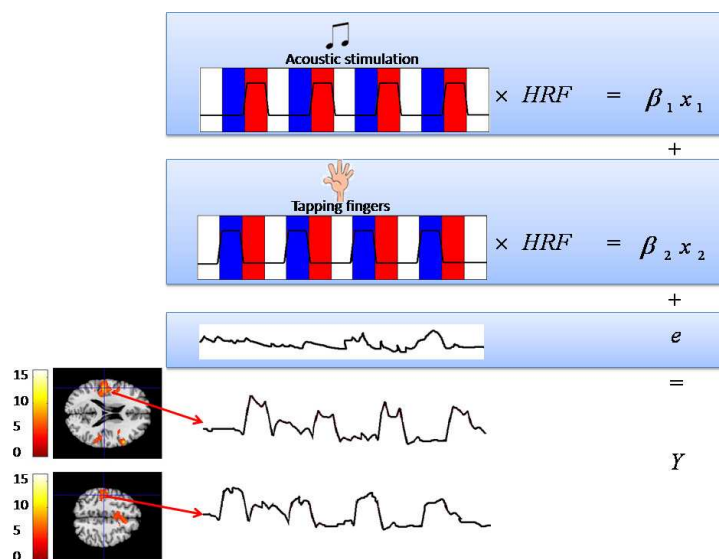 Acoustic stimulation
× HRF = β₁ x₁
+
Tapping fingers
× HRF = β₂ x₂
+
e
=
15
10
5
0
Y
15
10
5
0